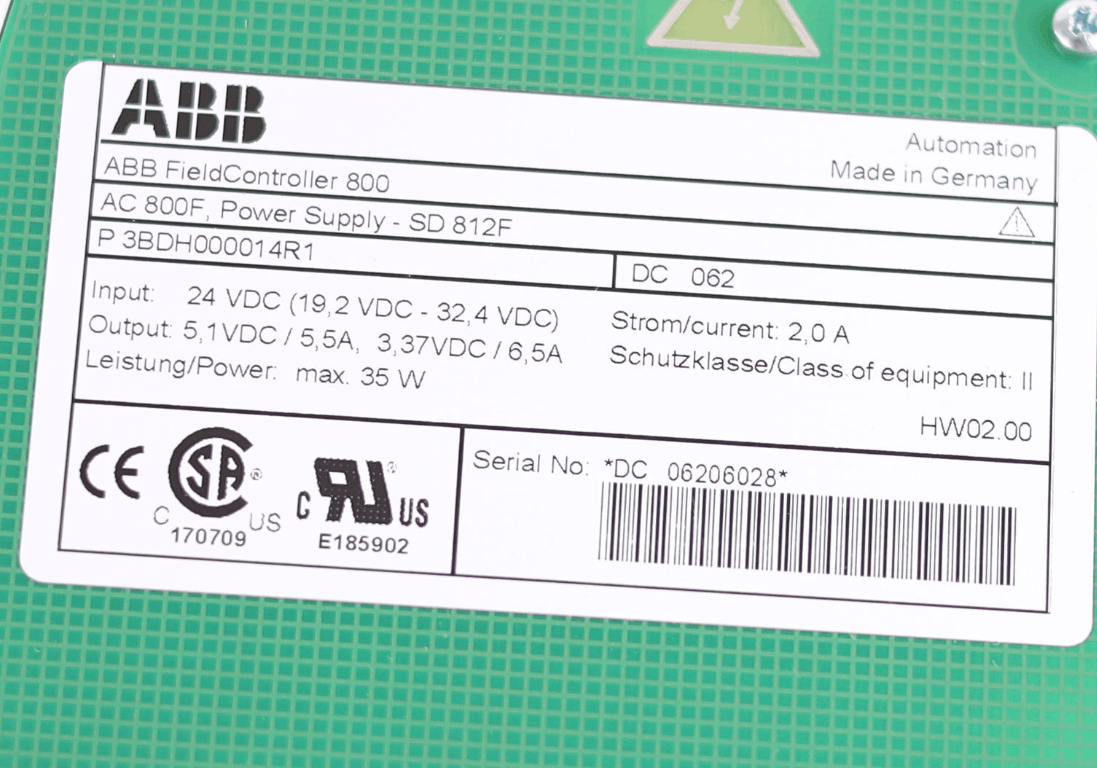 ABB
Automation
Made in Germany
ABB FieldController 800
AC 800F, Power Supply - SD 812F
P 3BDH000014R1
DC 062
Input: 24 VDC (19,2 VDC - 32,4 VDC)
Strom/current: 2,0 A
Output: 5,1VDC / 5,5A, 3,37VDC / 6,5A
Schutzklasse/Class of equipment: II
Leistung/Power: max. 35 W
HW02.00
CE
SA®
C US
170709
C RU® US
E185902
Serial No: *DC 06206028*